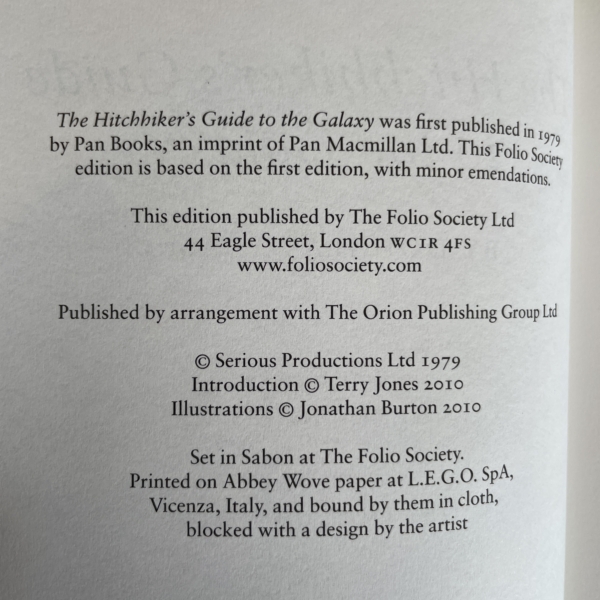 The Hitchhiker's Guide to the Galaxy was first published in 1979
by Pan Books, an imprint of Pan Macmillan Ltd. This Folio Society
edition is based on the first edition, with minor emendations.
This edition published by The Folio Society Ltd
44 Eagle Street, London WC1R 4FS
www.foliosociety.com
Published by arrangement with The Orion Publishing Group Ltd
© Serious Productions Ltd 1979
Introduction © Terry Jones 2010
Illustrations © Jonathan Burton 2010
Set in Sabon at The Folio Society.
Printed on Abbey Wove paper at L.E.G.O. SpA,
Vicenza, Italy, and bound by them in cloth,
blocked with a design by the artist